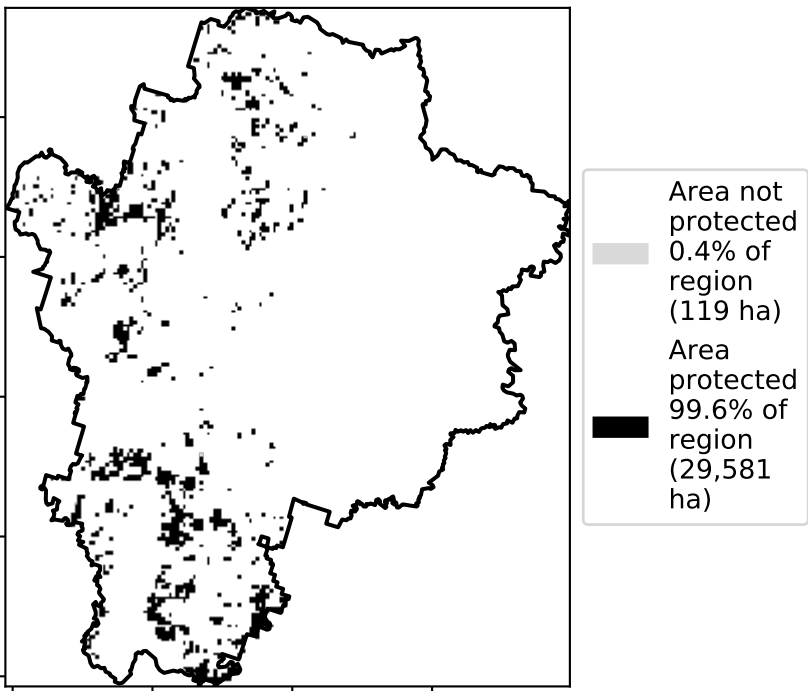 Area not
protected
0.4% of
region
(119 ha)
Area
protected
99.6% of
region
(29,581
ha)